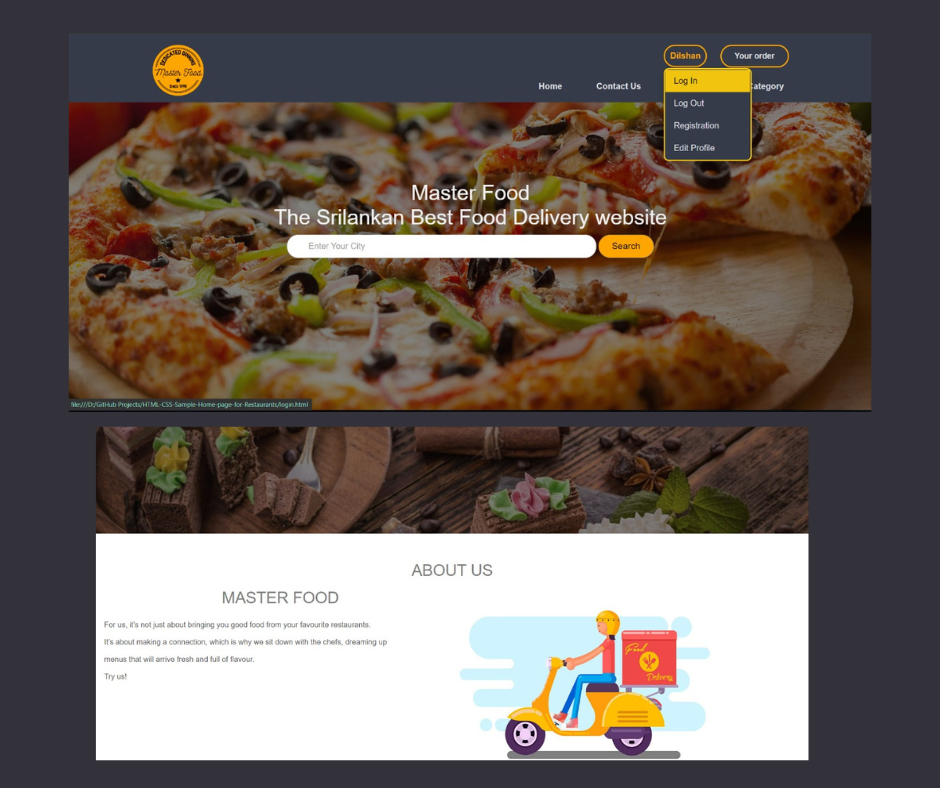 DEDICATED DINING
Master Food
Dilshan
Your order
Home
Contact Us
Category
Log In
Log Out
Registration
Edit Profile
Master Food
The Srilankan Best Food Delivery website
Enter Your City
Search
file:///D:/GitHub Projects/HTML-CSS-Sample-Home-page-for-Restaurants/login.html
ABOUT US
MASTER FOOD
For us, it's not just about bringing you good food from your favourite restaurants.
It's about making a connection, which is why we sit down with the chefs, dreaming up
menus that will arrive fresh and full of flavour.
Try us!
Food
Delivery